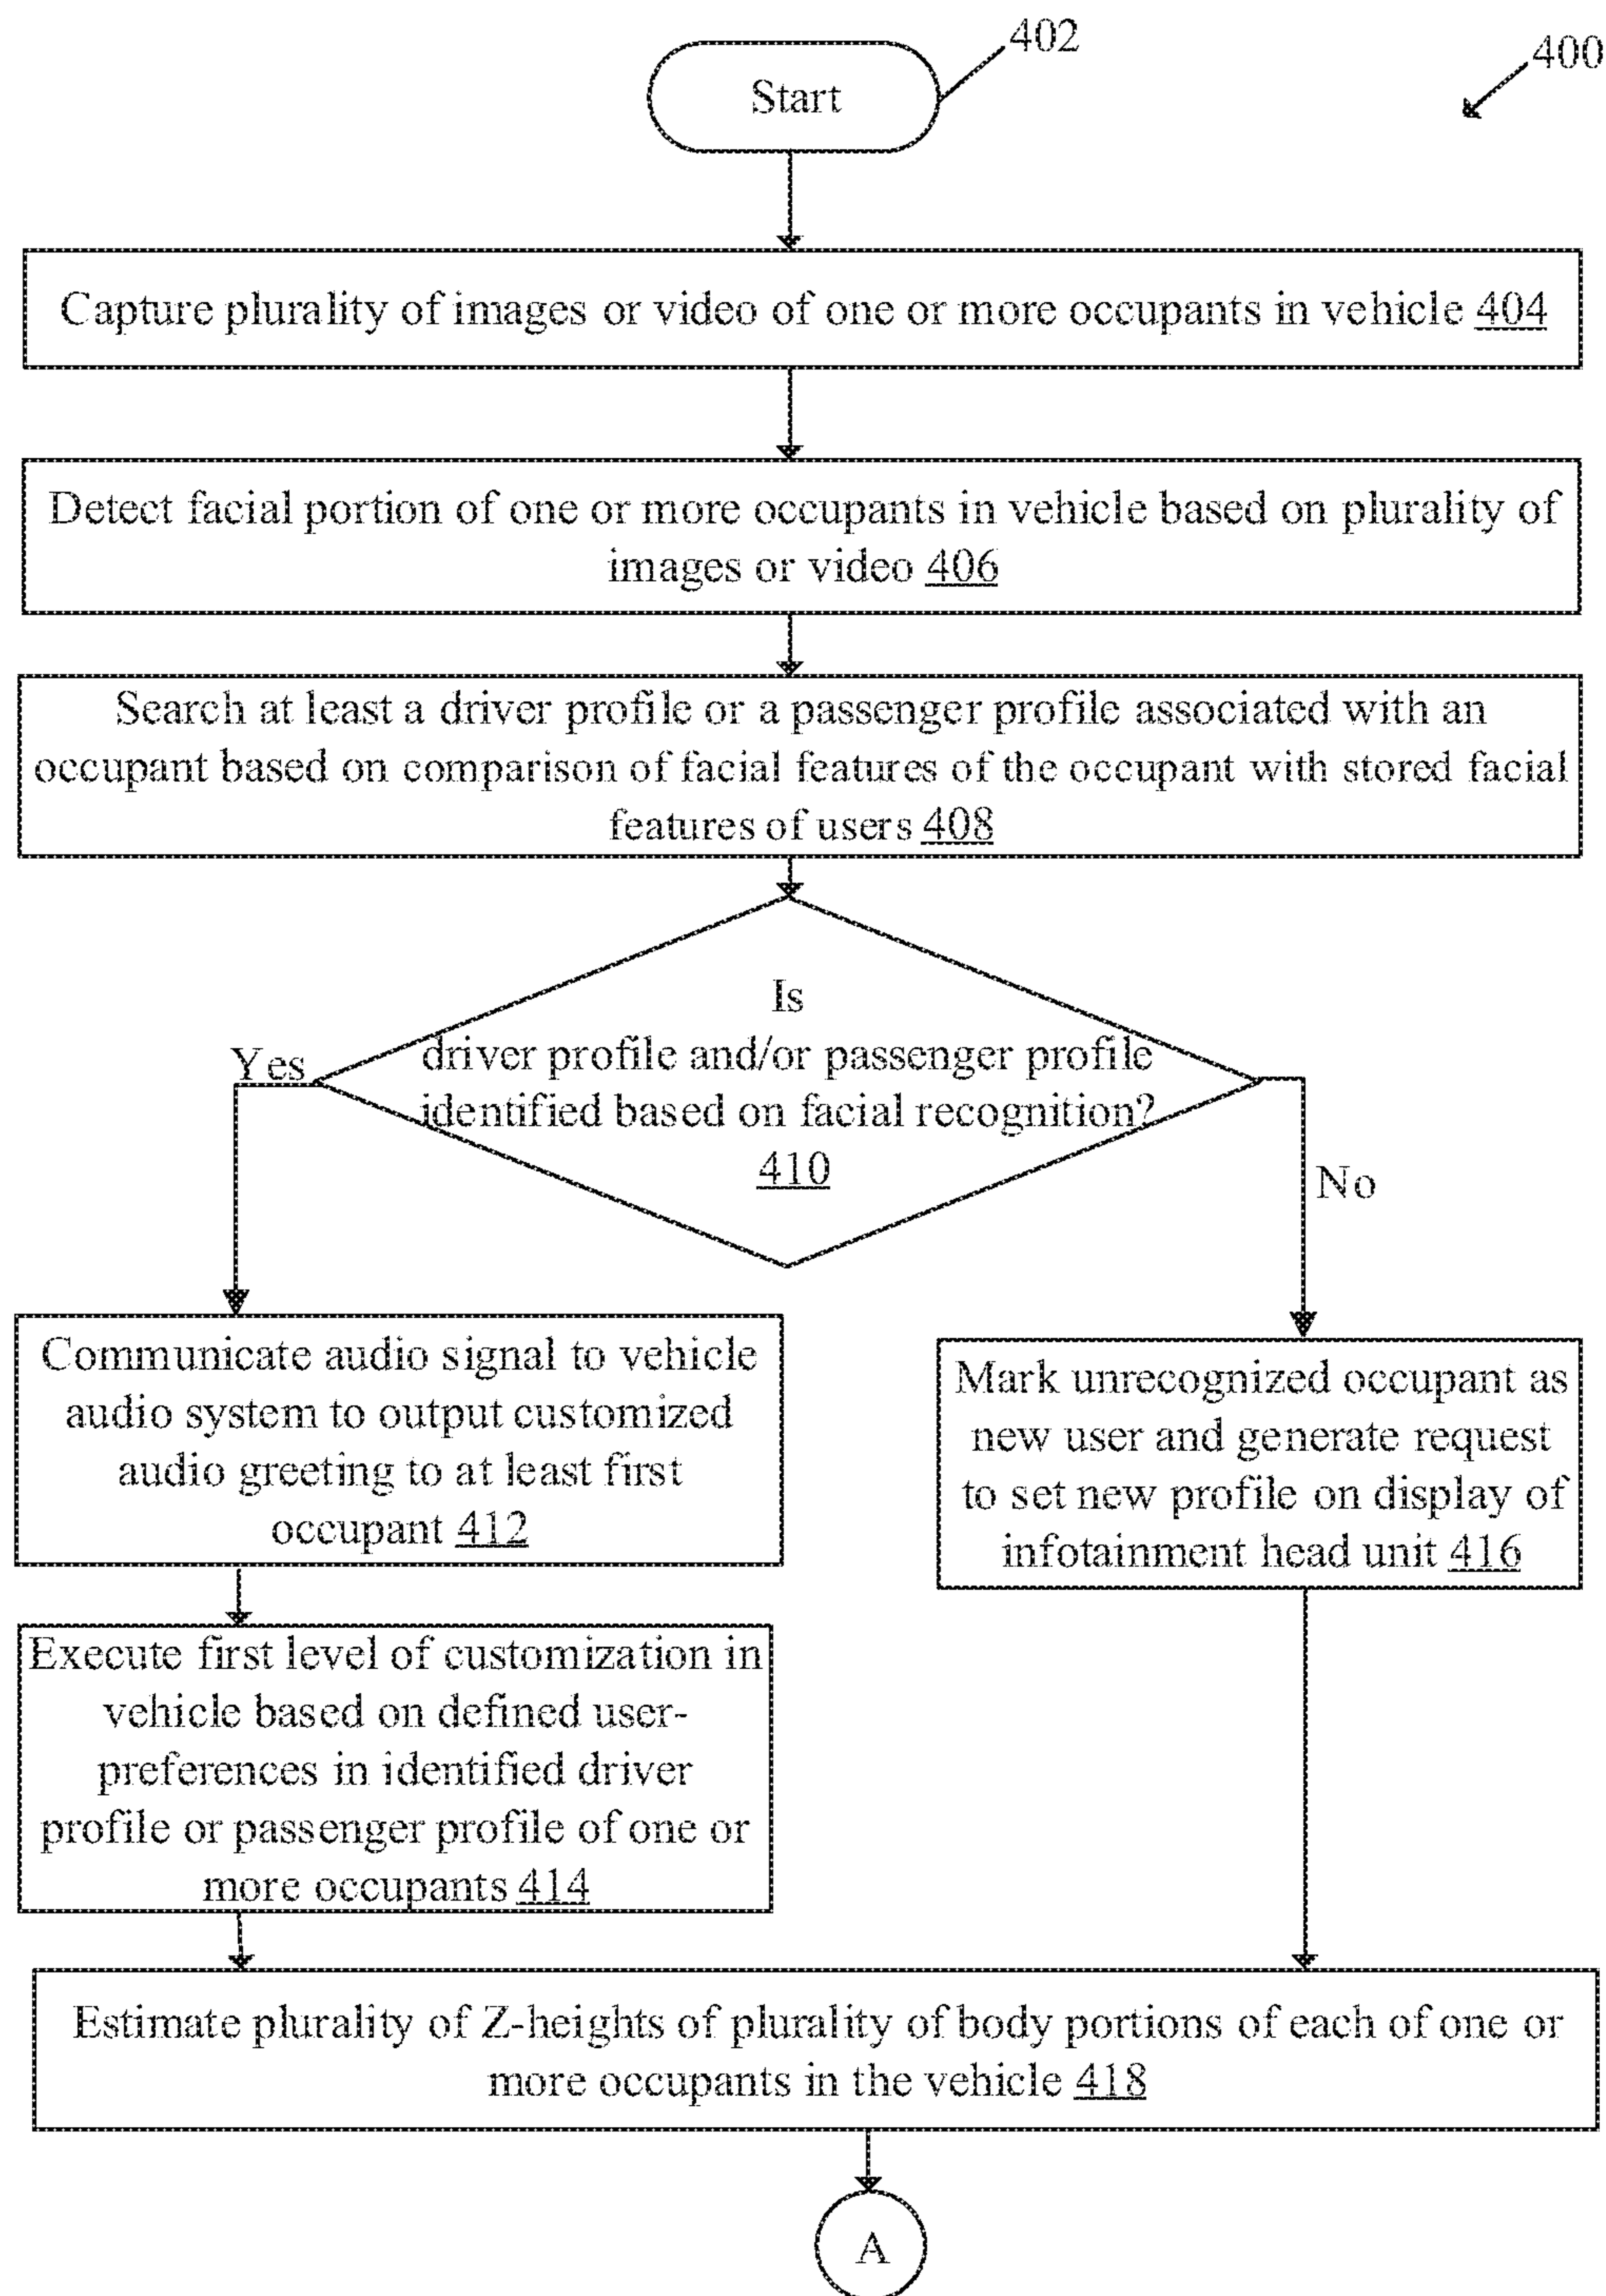 402
400
Start
Capture plurality of images or video of one or more occupants in vehicle 404
Detect facial portion of one or more occupants in vehicle based on plurality of
images or video 406
Search at least a driver profile or a passenger profile associated with an
occupant based on comparison of facial features of the occupant with stored facial
features of users 408
Is
driver profile and/or passenger profile
identified based on facial recognition?
410
Yes
No
Communicate audio signal to vehicle
audio system to output customized
audio greeting to at least first
occupant 412
Mark unrecognized occupant as
new user and generate request
to set new profile on display of
infotainment head unit 416
Execute first level of customization in
vehicle based on defined user-
preferences in identified driver
profile or passenger profile of one or
more occupants 414
Estimate plurality of Z-heights of plurality of body portions of each of one or
more occupants in the vehicle 418
A